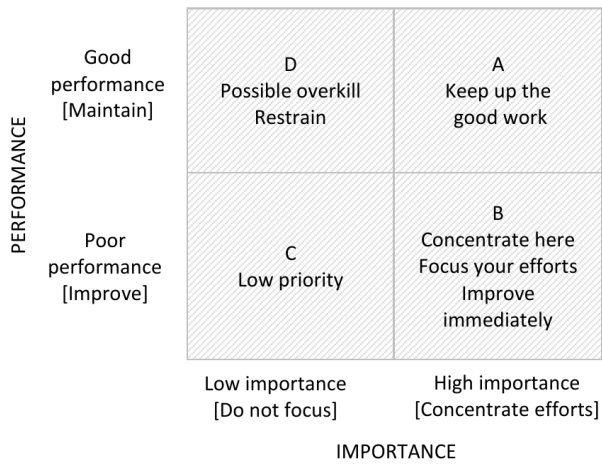 PERFORMANCE
Good
performance
[Maintain]
D
Possible overkill
Restrain
A
Keep up the
good work
Poor
performance
[Improve]
C
Low priority
B
Concentrate here
Focus your efforts
Improve
immediately
Low importance
[Do not focus]
High importance
[Concentrate efforts]
IMPORTANCE